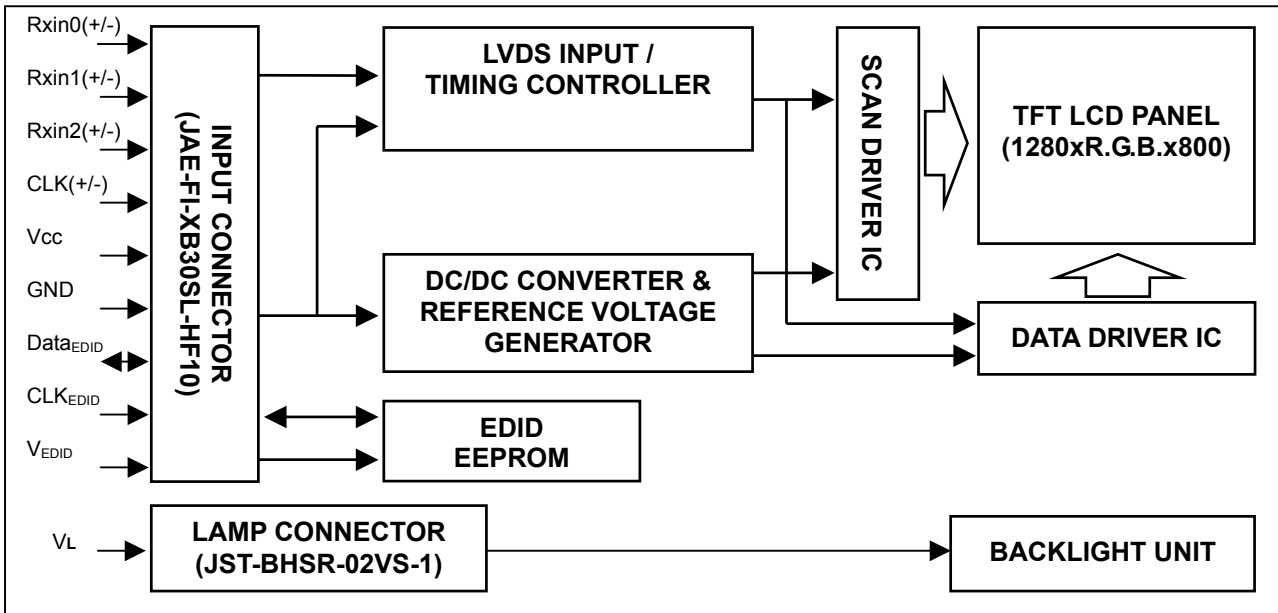 Rxin0(+/-)
Rxin1(+/-)
Rxin2(+/-)
CLK(+/-)
Vcc
GND
DataEDID
CLKEDID
VEDID
INPUT CONNECTOR
(JAE-FI-XB30SL-HF10)
LVDS INPUT /
TIMING CONTROLLER
DC/DC CONVERTER &
REFERENCE VOLTAGE
GENERATOR
EDID
EEPROM
SCAN DRIVER IC
TFT LCD PANEL
(1280xR.G.B.x800)
DATA DRIVER IC
VL
LAMP CONNECTOR
(JST-BHSR-02VS-1)
BACKLIGHT UNIT